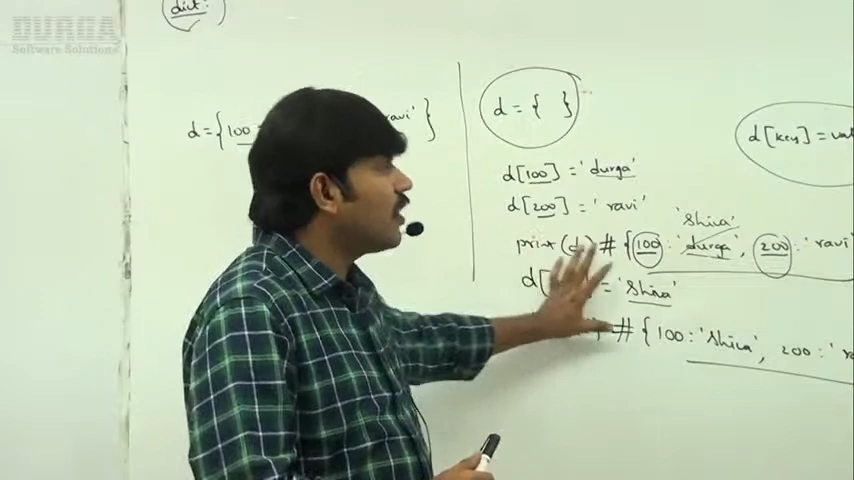 DURGA
Software Solutions
dict:
d={100
ravi'}
d={ }
d[100]='durga'
d[200]='ravi'
print(d) # {100:'durga', 200:'ravi'
'shiva'
d[ ='shiva'
# {100:'shiva', 200:'
d[key]=